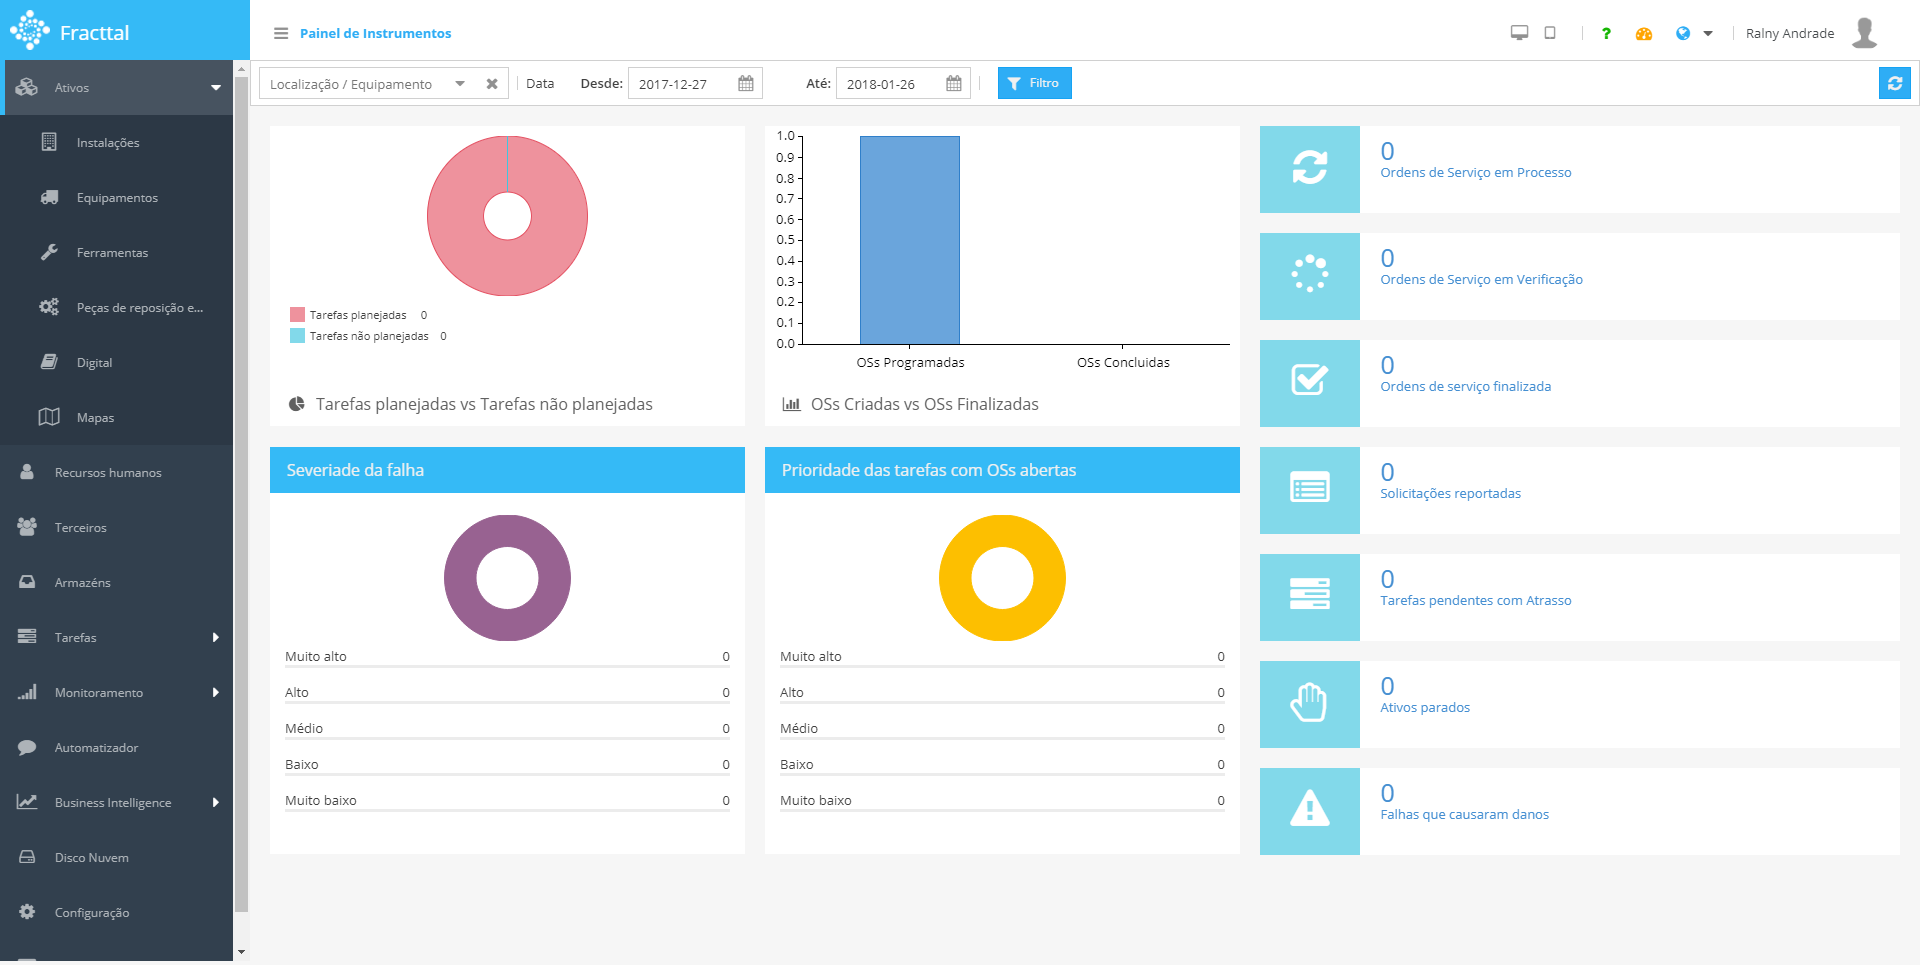 Fracttal
Painel de Instrumentos
?
Ralny Andrade
Localização / Equipamento
Data
Desde:
2017-12-27
Até:
2018-01-26
Filtro
Ativos
Instalações
Equipamentos
Ferramentas
Peças de reposição e...
Digital
Mapas
Recursos humanos
Terceiros
Armazéns
Tarefas
Monitoramento
Automatizador
Business Intelligence
Disco Nuvem
Configuração
Tarefas planejadas 0
Tarefas não planejadas 0
Tarefas planejadas vs Tarefas não planejadas
1.0
0.9
0.8
0.7
0.6
0.5
0.4
0.3
0.2
0.1
0.0
OSs Programadas
OSs Concluidas
OSs Criadas vs OSs Finalizadas
Severiade da falha
Muito alto 0
Alto 0
Médio 0
Baixo 0
Muito baixo 0
Prioridade das tarefas com OSs abertas
Muito alto 0
Alto 0
Médio 0
Baixo 0
Muito baixo 0
0
Ordens de Serviço em Processo
0
Ordens de Serviço em Verificação
0
Ordens de serviço finalizada
0
Solicitações reportadas
0
Tarefas pendentes com Atrasso
0
Ativos parados
0
Falhas que causaram danos